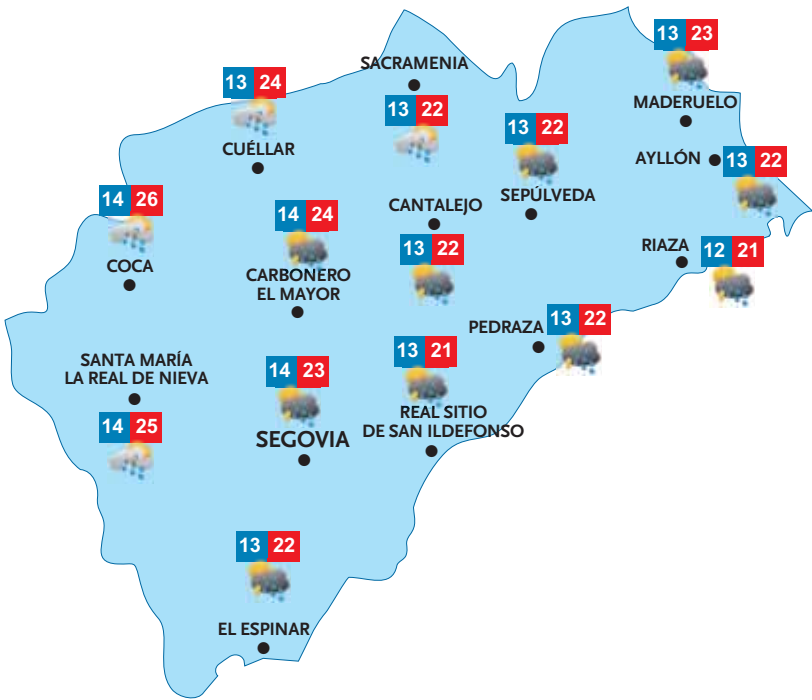 13 23
MADERUELO
SACRAMENIA
13 22
13 24
CUÉLLAR
13 22
SEPÚLVEDA
AYLLÓN
13 22
14 26
COCA
14 24
CARBONERO
EL MAYOR
CANTALEJO
13 22
RIAZA
12 21
PEDRAZA
13 22
SANTA MARÍA
LA REAL DE NIEVA
14 25
14 23
SEGOVIA
13 21
REAL SITIO
DE SAN ILDEFONSO
13 22
EL ESPINAR